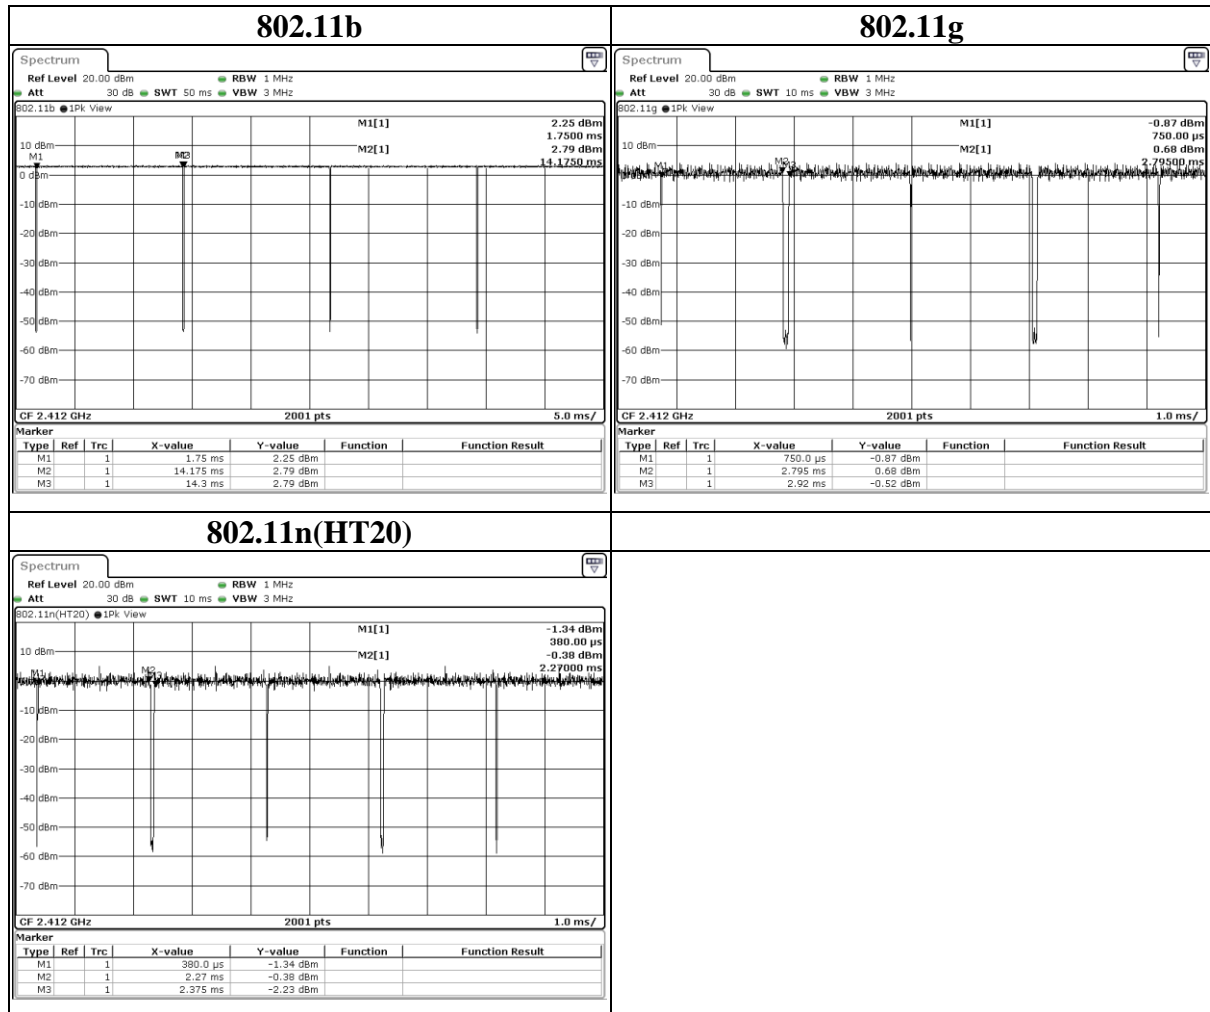 802.11b
Spectrum
Ref Level 20.00 dBm RBW 1 MHz
Att 30 dB SWT 50 ms VBW 3 MHz
802.11b 1Pk View
M1[1] 2.25 dBm
1.7500 ms
M2[1] 2.79 dBm
14.1750 ms
10 dBm
M1
0 dBm
-10 dBm
-20 dBm
-30 dBm
-40 dBm
-50 dBm
-60 dBm
-70 dBm
CF 2.412 GHz 2001 pts 5.0 ms/
Marker
Type Ref Trc X-value Y-value Function Function Result
M1 1 1.75 ms 2.25 dBm
M2 1 14.175 ms 2.79 dBm
M3 1 14.3 ms 2.79 dBm
802.11g
Spectrum
Ref Level 20.00 dBm RBW 1 MHz
Att 30 dB SWT 10 ms VBW 3 MHz
802.11g 1Pk View
M1[1] -0.87 dBm
750.00 µs
M2[1] 0.68 dBm
2.79500 ms
10 dBm
M1 M2
-10 dBm
-20 dBm
-30 dBm
-40 dBm
-50 dBm
-60 dBm
-70 dBm
CF 2.412 GHz 2001 pts 1.0 ms/
Marker
Type Ref Trc X-value Y-value Function Function Result
M1 1 750.0 µs -0.87 dBm
M2 1 2.795 ms 0.68 dBm
M3 1 2.92 ms -0.52 dBm
802.11n(HT20)
Spectrum
Ref Level 20.00 dBm RBW 1 MHz
Att 30 dB SWT 10 ms VBW 3 MHz
802.11n(HT20) 1Pk View
M1[1] -1.34 dBm
380.00 µs
M2[1] -0.38 dBm
2.27000 ms
10 dBm
M1 M2
-10 dBm
-20 dBm
-30 dBm
-40 dBm
-50 dBm
-60 dBm
-70 dBm
CF 2.412 GHz 2001 pts 1.0 ms/
Marker
Type Ref Trc X-value Y-value Function Function Result
M1 1 380.0 µs -1.34 dBm
M2 1 2.27 ms -0.38 dBm
M3 1 2.375 ms -2.23 dBm